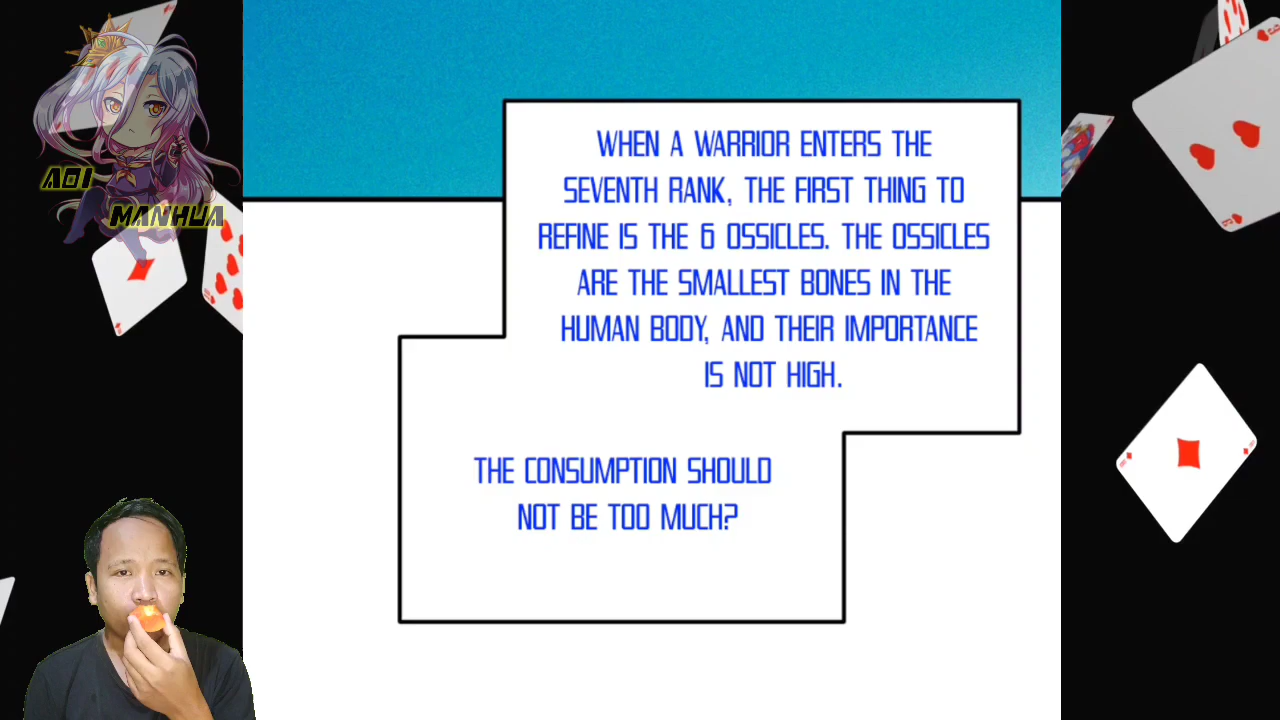 AOI
MANHUA
WHEN A WARRIOR ENTERS THE
SEVENTH RANK, THE FIRST THING TO
REFINE IS THE 6 OSSICLES. THE OSSICLES
ARE THE SMALLEST BONES IN THE
HUMAN BODY, AND THEIR IMPORTANCE
IS NOT HIGH.
THE CONSUMPTION SHOULD
NOT BE TOO MUCH?